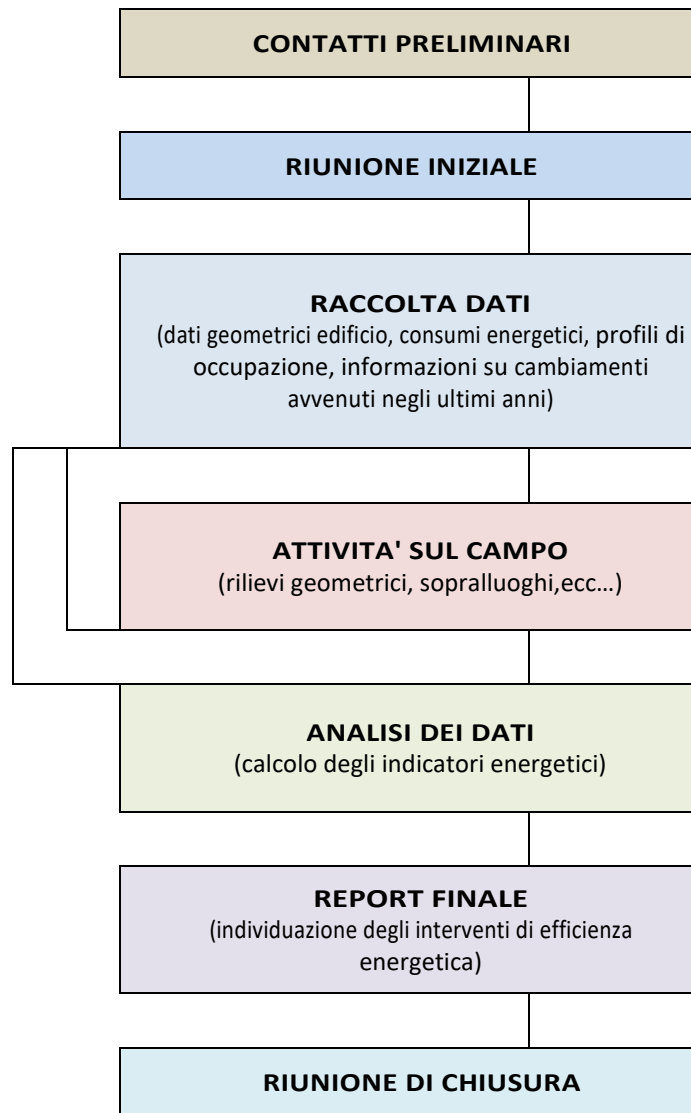 CONTATTI PRELIMINARI
RIUNIONE INIZIALE
RACCOLTA DATI
(dati geometrici edificio, consumi energetici, profili di
occupazione, informazioni su cambiamenti
avvenuti negli ultimi anni)
ATTIVITA' SUL CAMPO
(rilievi geometrici, sopralluoghi,ecc...)
ANALISI DEI DATI
(calcolo degli indicatori energetici)
REPORT FINALE
(individuazione degli interventi di efficienza
energetica)
RIUNIONE DI CHIUSURA